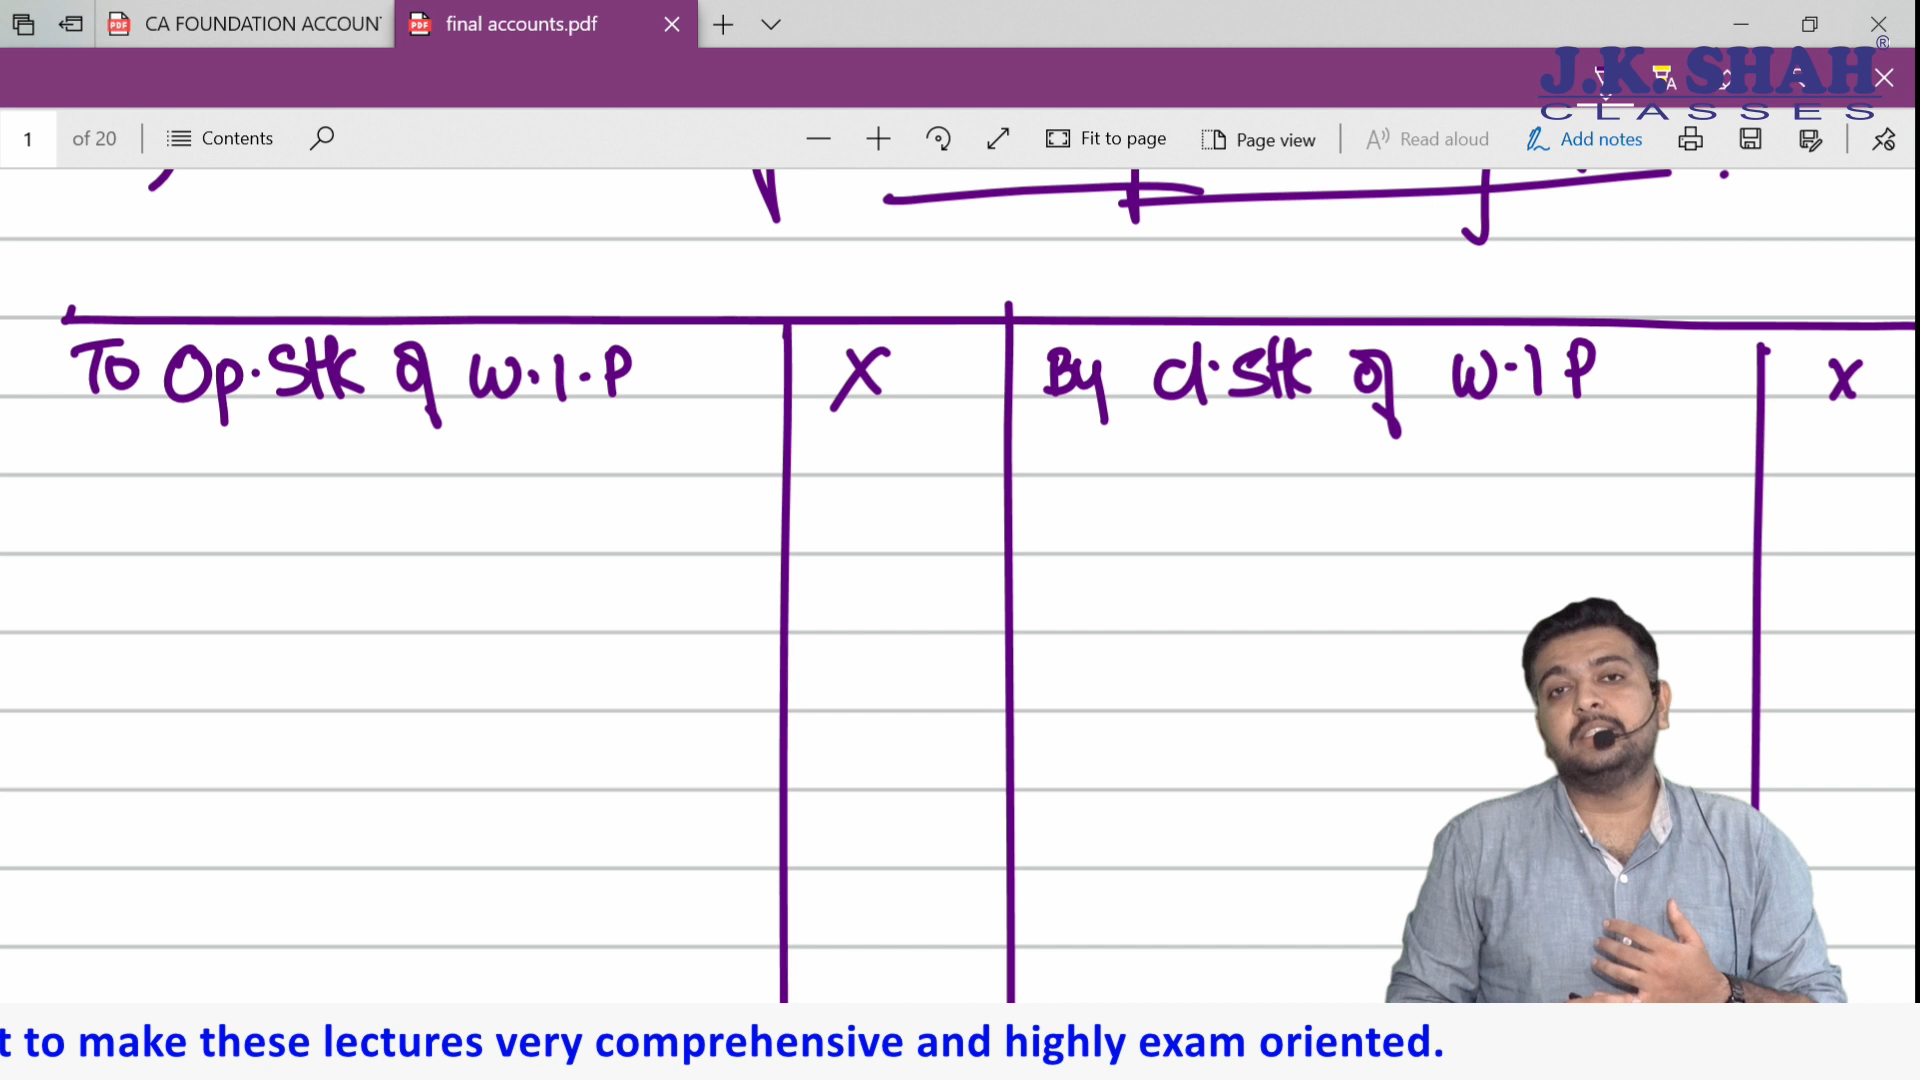 CA FOUNDATION ACCOUN
final accounts.pdf
J.K. SHAH®
CLASSES
1 of 20 Contents Fit to page Page view Read aloud Add notes
To Op. Stk of W.I.P X By Cl. Stk of W.I.P X
t to make these lectures very comprehensive and highly exam oriented.